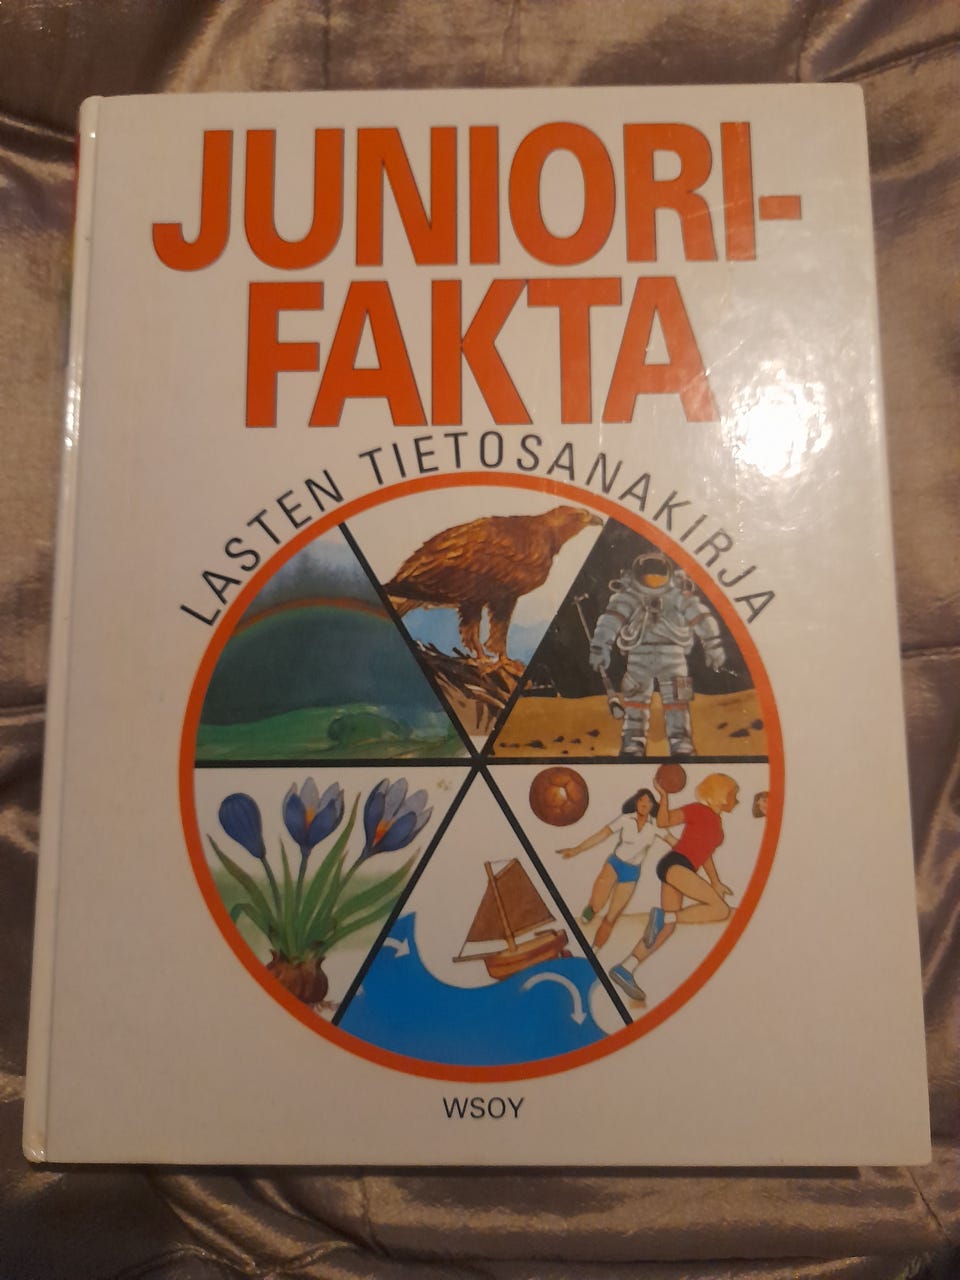 JUNIORI-
FAKTA
LASTEN TIETOSANAKIRJA
WSOY